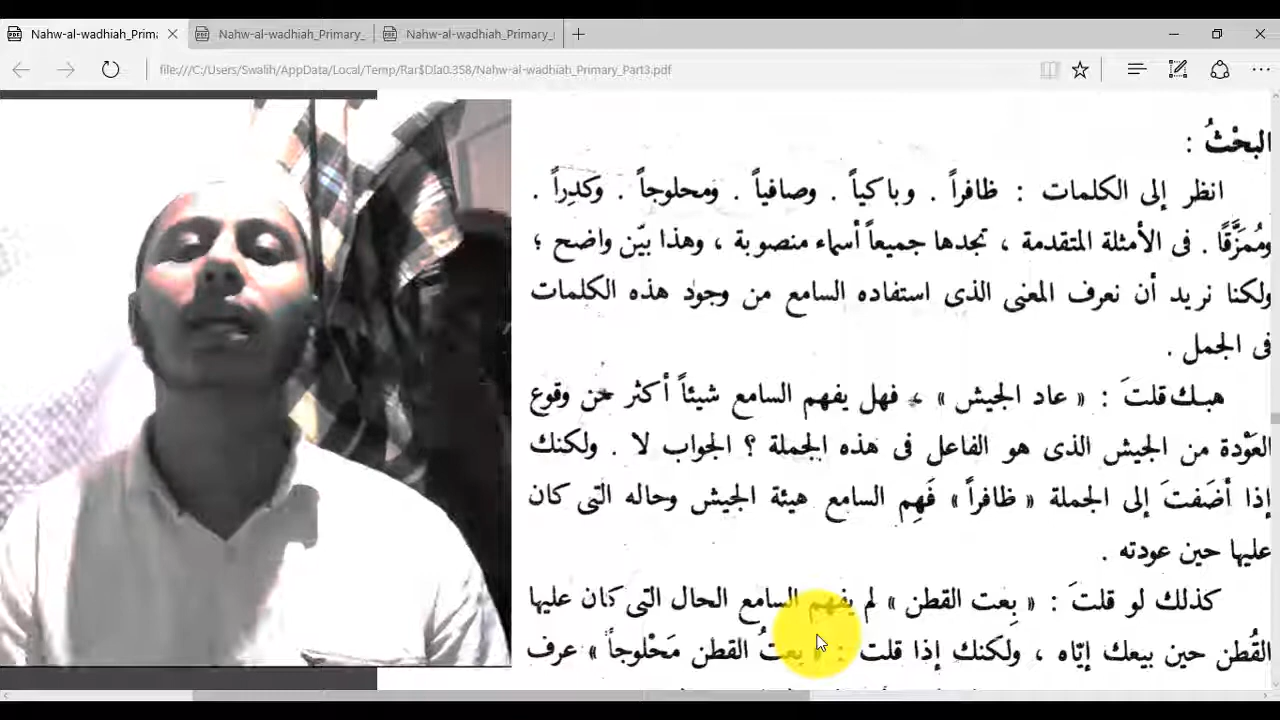 Nahw-al-wadhiah_Prima
Nahw-al-wadhiah_Primary_
Nahw-al-wadhiah_Primary_
file:///C:/Users/Swalih/AppData/Local/Temp/Rar$DIa0.358/Nahw-al-wadhiah_Primary_Part3.pdf
البحْثُ :
انظر إلى الكلمات : ظافراً . وباكياً . وصافياً . ومحلوجاً . وكدِراً .
ومُمَزَّقًا . فى الأمثلة المتقدمة ، تجدها جميعاً أسماء منصوبة ، وهذا بيّن واضح ؛
ولكنا نريد أن نعرف المعنى الذى استفاده السامع من وجود هذه الكلمات
فى الجمل .
هبك قلتَ : « عاد الجيش » ، فهل يفهم السامع شيئاً أكثر من وقوع
العَوْدة من الجيش الذى هو الفاعل فى هذه الجملة ؟ الجواب لا . ولكنك
إذا أضَفتَ إلى الجملة « ظافراً » فَهِم السامع هيئة الجيش وحاله التى كان
عليها حين عودته .
كذلك لو قلتَ : « بِعت القطن » لم يفهم السامع الحال التى كان عليها
القُطن حين بيعك إيّاه ، ولكنك إذا قلت : « بعتُ القطن مَحْلوجاً » عرف